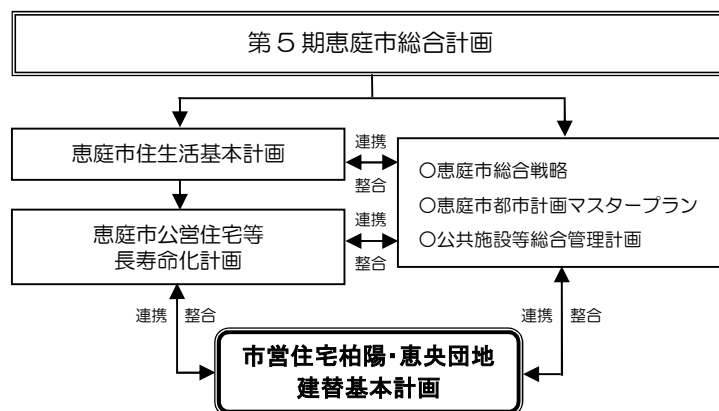 第5期恵庭市総合計画
恵庭市住生活基本計画
連携
整合
○恵庭市総合戦略
○恵庭市都市計画マスタープラン
○公共施設等総合管理計画
恵庭市公営住宅等
長寿命化計画
連携
整合
連携 整合
連携 整合
市営住宅柏陽・恵央団地
建替基本計画